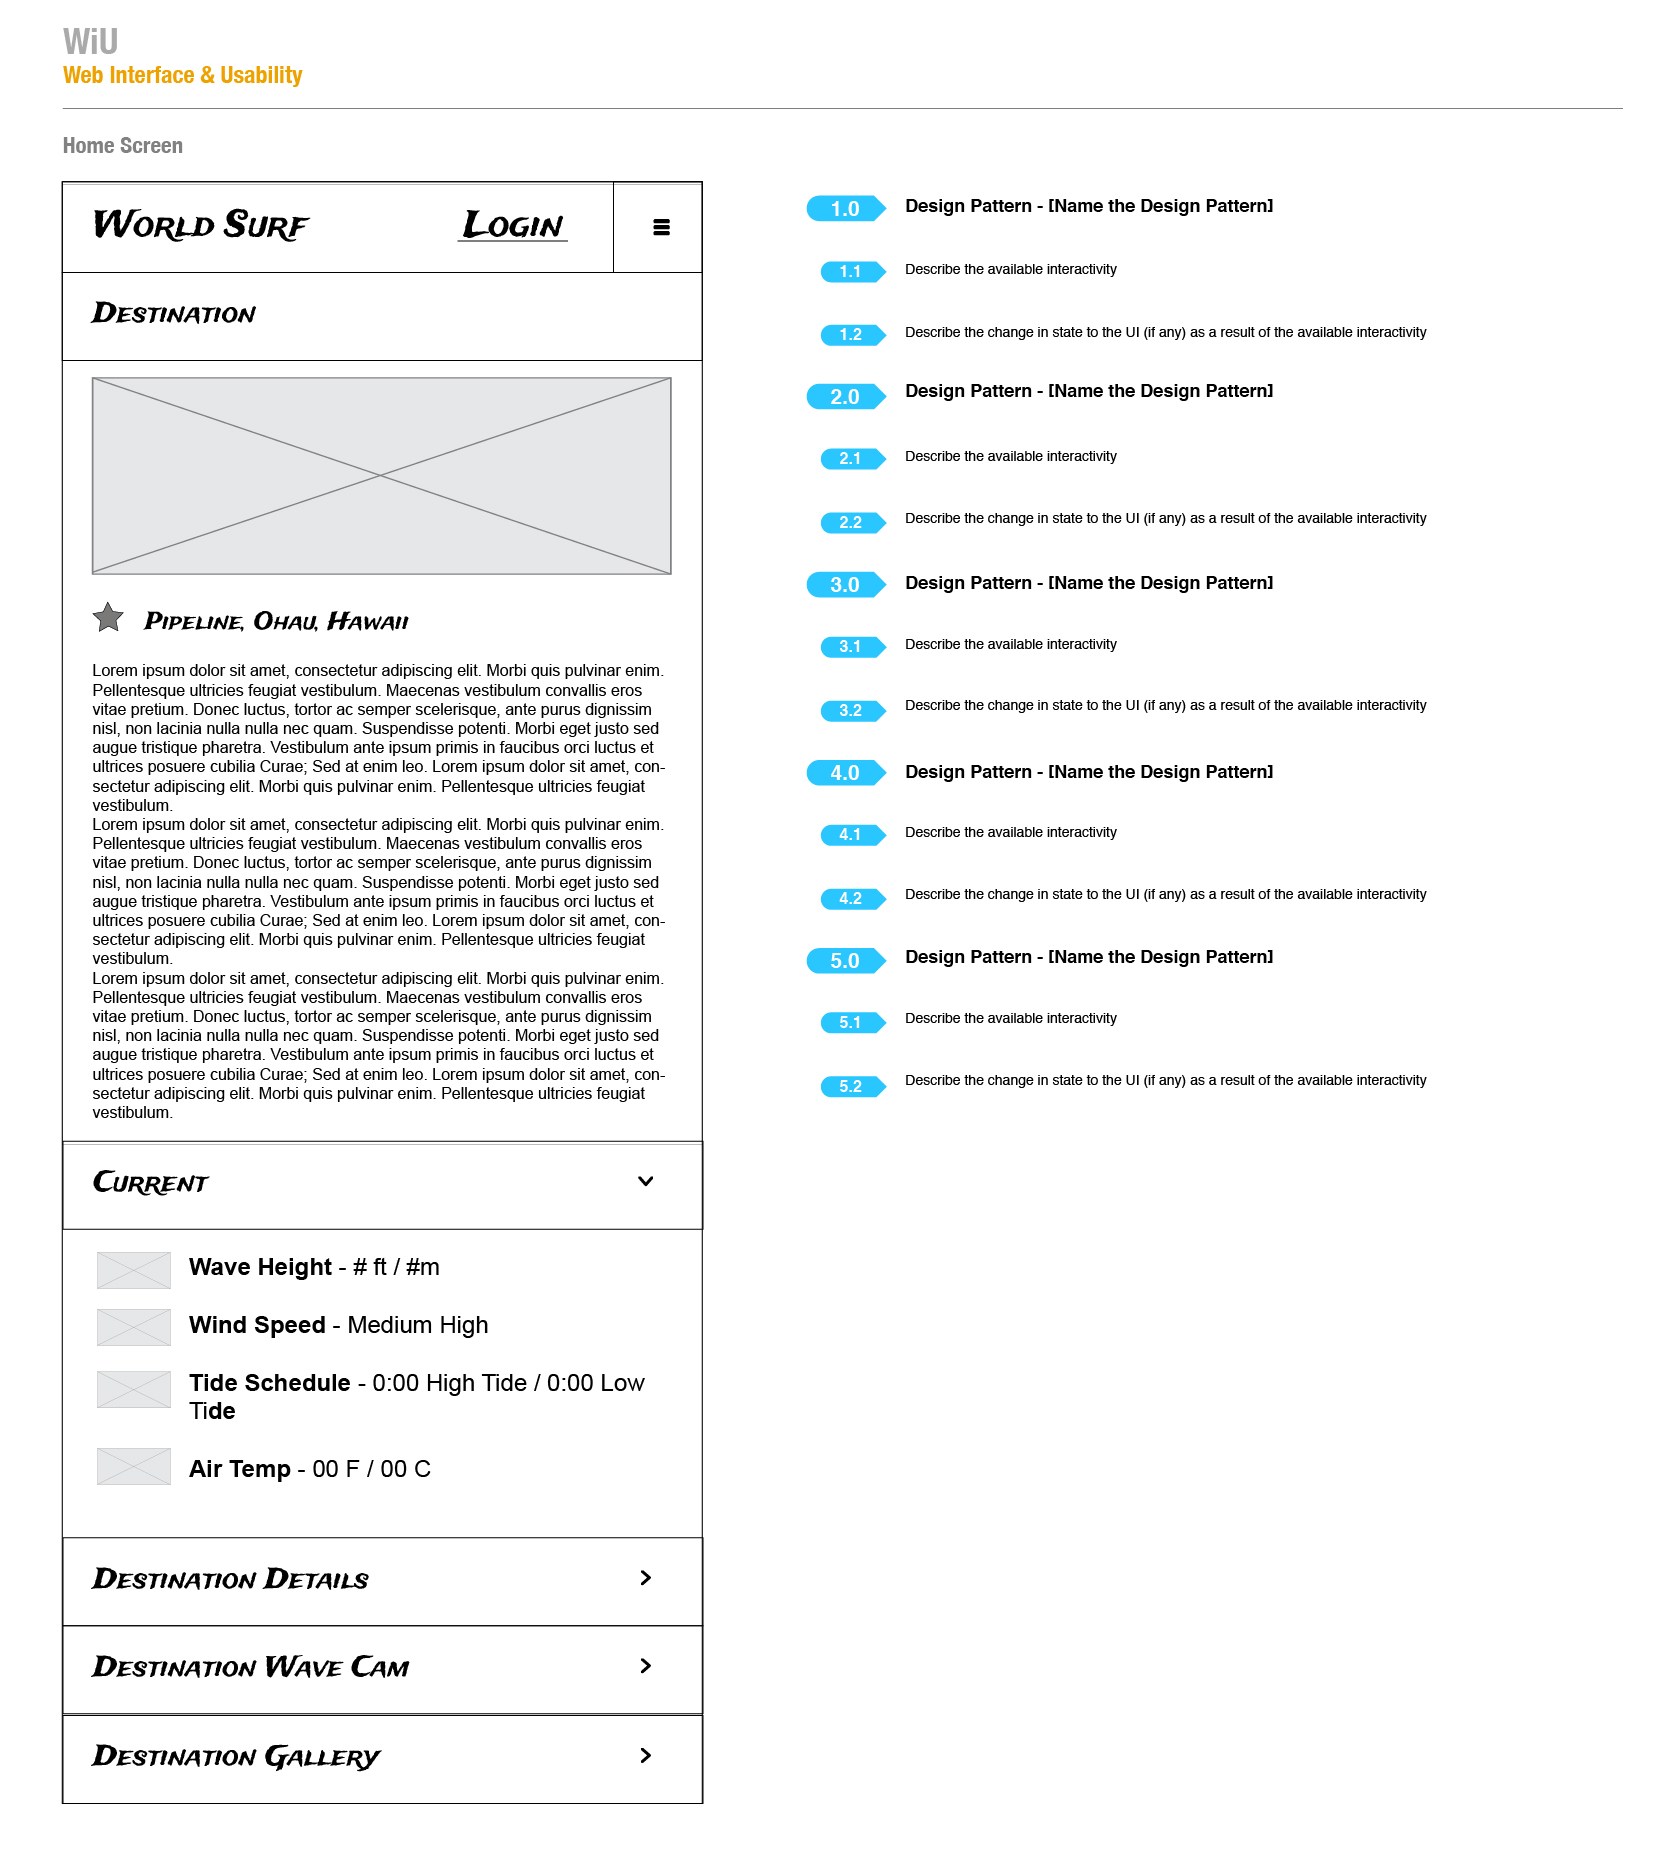 WiU
Web Interface & Usability
Home Screen
World Surf
Login
Destination
Pipeline, Ohau, Hawaii
Lorem ipsum dolor sit amet, consectetur adipiscing elit. Morbi quis pulvinar enim.
Pellentesque ultricies feugiat vestibulum. Maecenas vestibulum convallis eros
vitae pretium. Donec luctus, tortor ac semper scelerisque, ante purus dignissim
nisl, non lacinia nulla nulla nec quam. Suspendisse potenti. Morbi eget justo sed
augue tristique pharetra. Vestibulum ante ipsum primis in faucibus orci luctus et
ultrices posuere cubilia Curae; Sed at enim leo. Lorem ipsum dolor sit amet, con-
sectetur adipiscing elit. Morbi quis pulvinar enim. Pellentesque ultricies feugiat
vestibulum.
Lorem ipsum dolor sit amet, consectetur adipiscing elit. Morbi quis pulvinar enim.
Pellentesque ultricies feugiat vestibulum. Maecenas vestibulum convallis eros
vitae pretium. Donec luctus, tortor ac semper scelerisque, ante purus dignissim
nisl, non lacinia nulla nulla nec quam. Suspendisse potenti. Morbi eget justo sed
augue tristique pharetra. Vestibulum ante ipsum primis in faucibus orci luctus et
ultrices posuere cubilia Curae; Sed at enim leo. Lorem ipsum dolor sit amet, con-
sectetur adipiscing elit. Morbi quis pulvinar enim. Pellentesque ultricies feugiat
vestibulum.
Lorem ipsum dolor sit amet, consectetur adipiscing elit. Morbi quis pulvinar enim.
Pellentesque ultricies feugiat vestibulum. Maecenas vestibulum convallis eros
vitae pretium. Donec luctus, tortor ac semper scelerisque, ante purus dignissim
nisl, non lacinia nulla nulla nec quam. Suspendisse potenti. Morbi eget justo sed
augue tristique pharetra. Vestibulum ante ipsum primis in faucibus orci luctus et
ultrices posuere cubilia Curae; Sed at enim leo. Lorem ipsum dolor sit amet, con-
sectetur adipiscing elit. Morbi quis pulvinar enim. Pellentesque ultricies feugiat
vestibulum.
Current
Wave Height - # ft / #m
Wind Speed - Medium High
Tide Schedule - 0:00 High Tide / 0:00 Low
Tide
Air Temp - 00 F / 00 C
Destination Details
Destination Wave Cam
Destination Gallery
1.0 Design Pattern - [Name the Design Pattern]
1.1 Describe the available interactivity
1.2 Describe the change in state to the UI (if any) as a result of the available interactivity
2.0 Design Pattern - [Name the Design Pattern]
2.1 Describe the available interactivity
2.2 Describe the change in state to the UI (if any) as a result of the available interactivity
3.0 Design Pattern - [Name the Design Pattern]
3.1 Describe the available interactivity
3.2 Describe the change in state to the UI (if any) as a result of the available interactivity
4.0 Design Pattern - [Name the Design Pattern]
4.1 Describe the available interactivity
4.2 Describe the change in state to the UI (if any) as a result of the available interactivity
5.0 Design Pattern - [Name the Design Pattern]
5.1 Describe the available interactivity
5.2 Describe the change in state to the UI (if any) as a result of the available interactivity